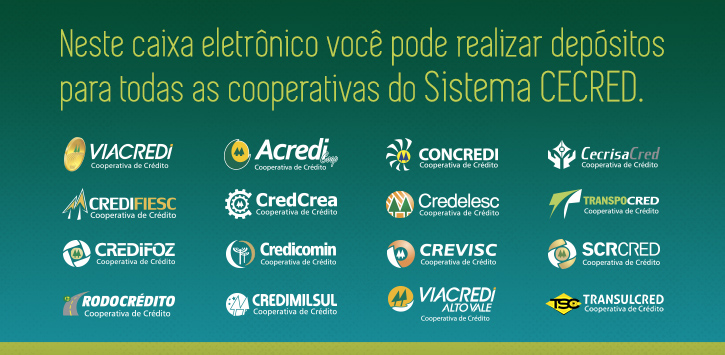 Neste caixa eletrônico você pode realizar depósitos
para todas as cooperativas do Sistema CECRED.
VIACREDi
Cooperativa de Crédito
Acredi
Coop
Cooperativa de Crédito
CONCREDI
Cooperativa de Crédito
CecrisaCred
Cooperativa de Crédito
CREDIFIESC
Cooperativa de Crédito
CredCrea
Cooperativa de Crédito
Credelesc
Cooperativa de Crédito
TRANSPOCRED
Cooperativa de Crédito
CREDiFOZ
Cooperativa de Crédito
Credicomin
Cooperativa de Crédito
CREVISC
Cooperativa de Crédito
SCRCRED
Cooperativa de Crédito
RODOCRÉDITO
Cooperativa de Crédito
CREDIMILSUL
Cooperativa de Crédito
VIACREDi
ALTO VALE
Cooperativa de Crédito
TSC
TRANSULCRED
Cooperativa de Crédito